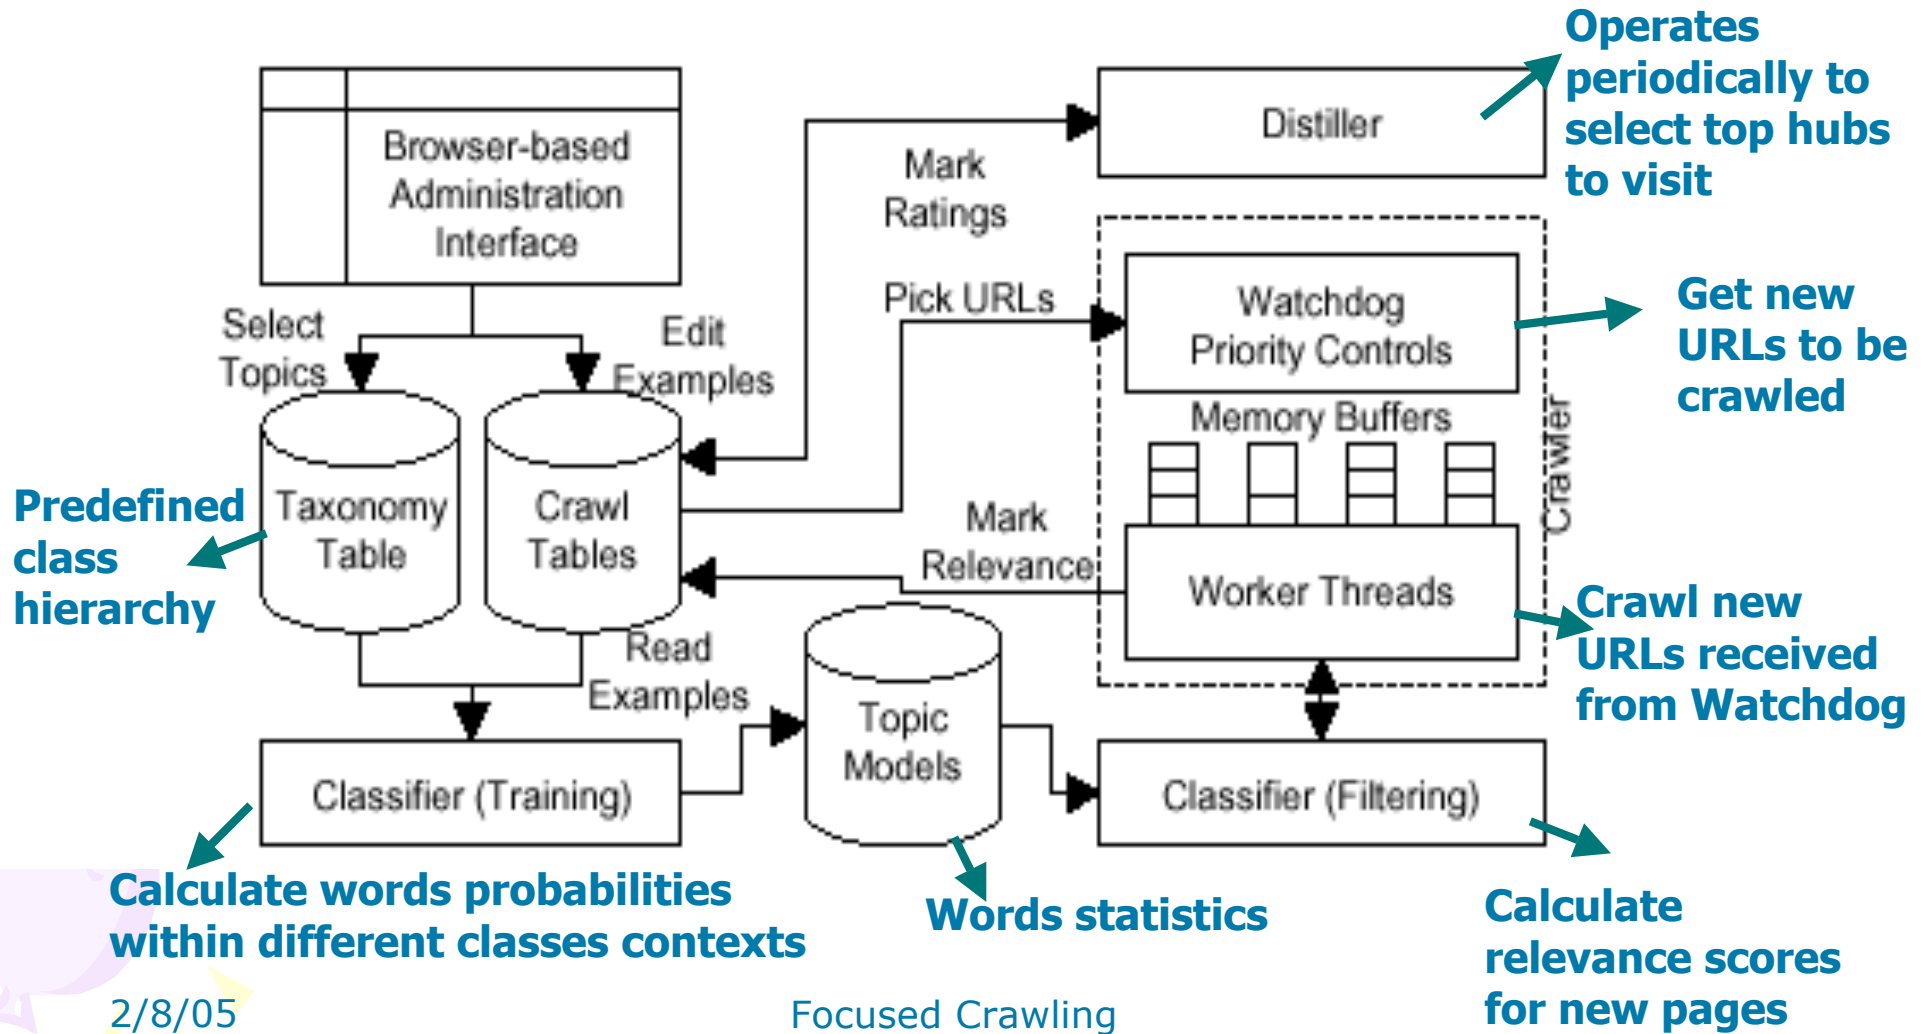 Operates
periodically to
select top hubs
to visit
Distiller
Browser-based
Administration
Interface
Mark
Ratings
Pick URLs
Watchdog
Priority Controls
Get new
URLs to be
crawled
Select
Topics
Edit
Examples
Memory Buffers
Crawler
Predefined
class
hierarchy
Taxonomy
Table
Crawl
Tables
Mark
Relevance
Worker Threads
Crawl new
URLs received
from Watchdog
Read
Examples
Topic
Models
Classifier (Training)
Classifier (Filtering)
Calculate words probabilities
within different classes contexts
Words statistics
Calculate
relevance scores
for new pages
2/8/05
Focused Crawling